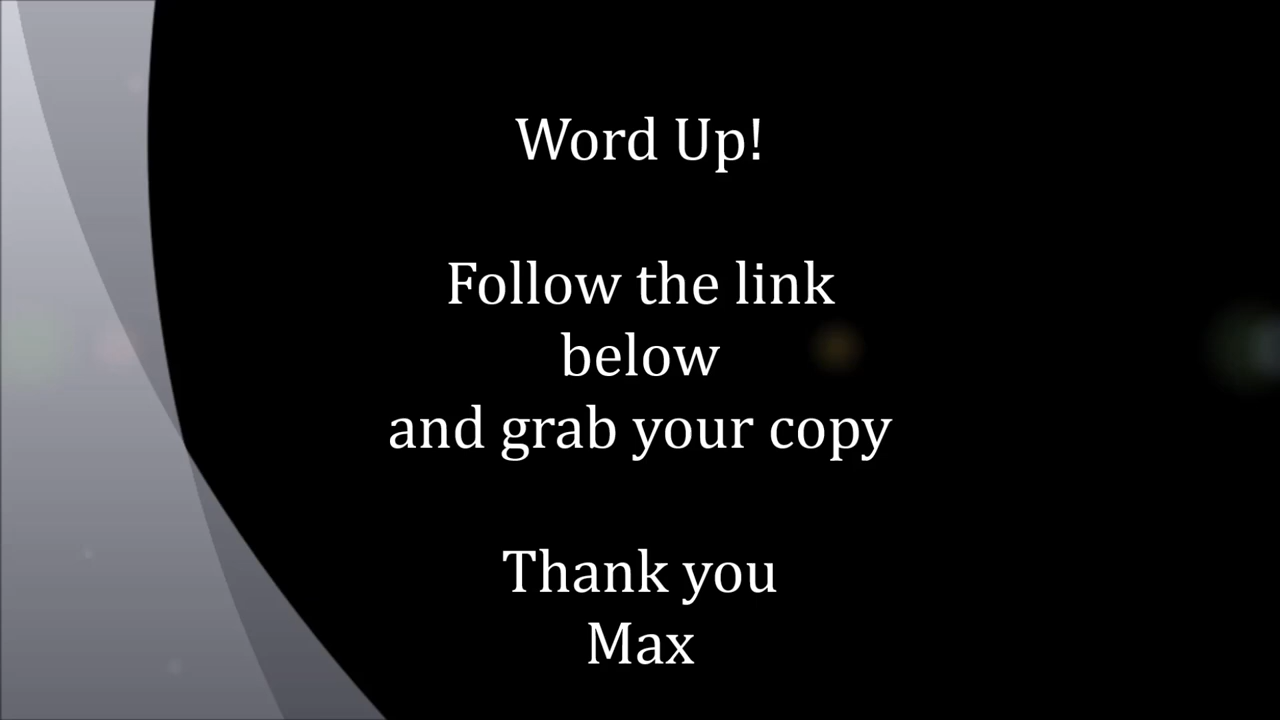 Word Up!
Follow the link
below
and grab your copy
Thank you
Max